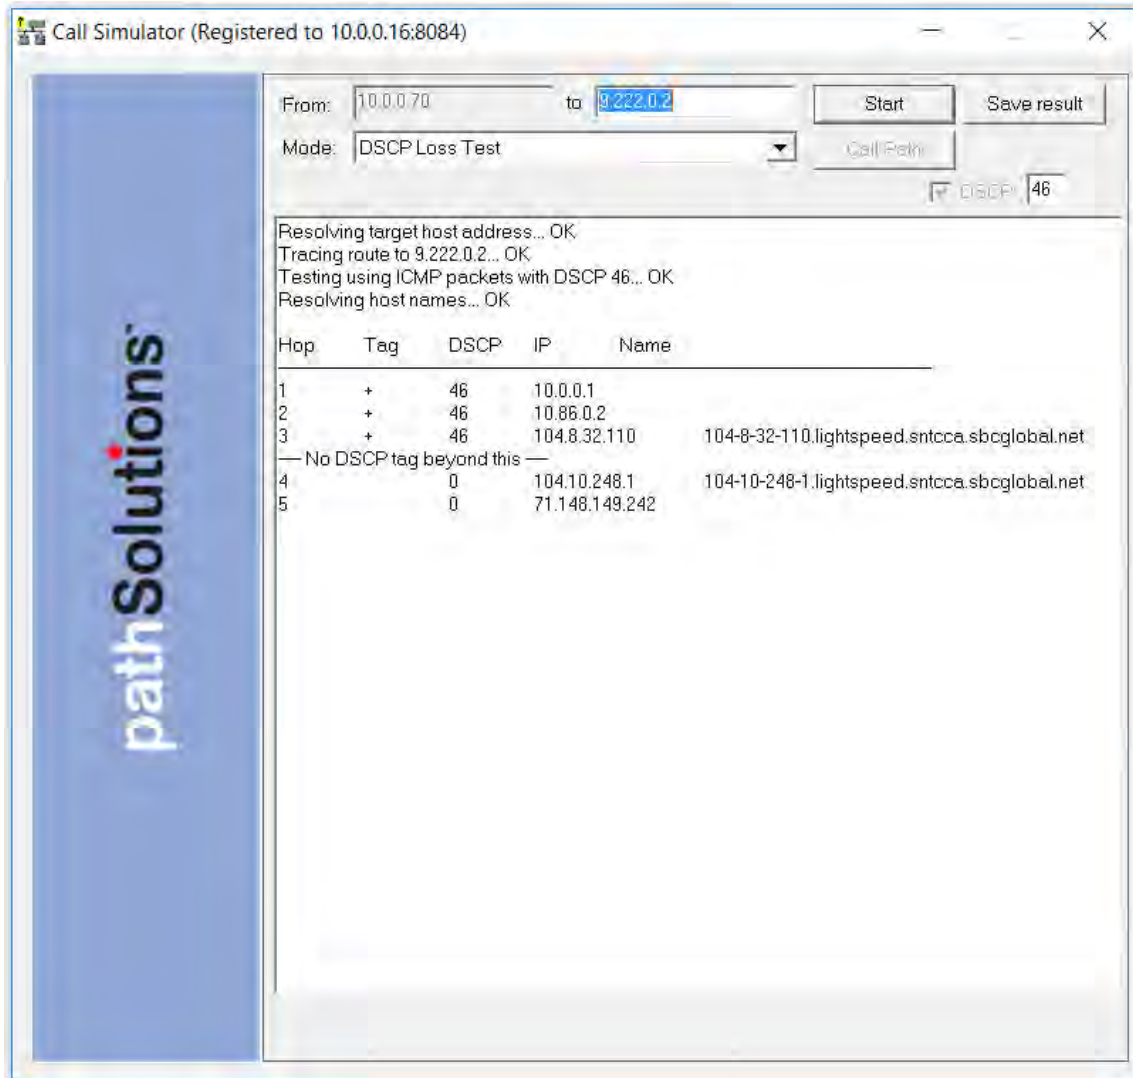 Call Simulator (Registered to 10.0.0.16:8084)
From: 10.0.0.70 to 9.222.0.2 Start Save result
Mode: DSCP Loss Test Call Path
DSCP: 46
Resolving target host address... OK
Tracing route to 9.222.0.2... OK
Testing using ICMP packets with DSCP 46... OK
Resolving host names... OK
Hop Tag DSCP IP Name
1 + 46 10.0.0.1
2 + 46 10.86.0.2
3 + 46 104.8.32.110 104-8-32-110.lightspeed.sntcca.sbcglobal.net
— No DSCP tag beyond this —
4 0 104.10.248.1 104-10-248-1.lightspeed.sntcca.sbcglobal.net
5 0 71.148.149.242
pathSolutions